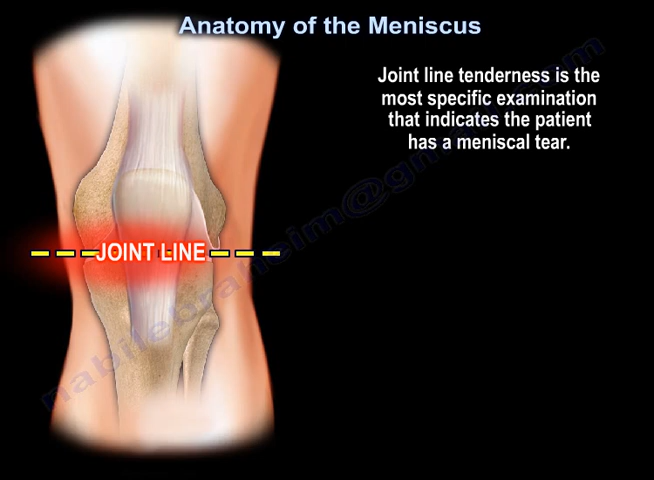 Anatomy of the Meniscus
Joint line tenderness is the
most specific examination
that indicates the patient
has a meniscal tear.
JOINT LINE